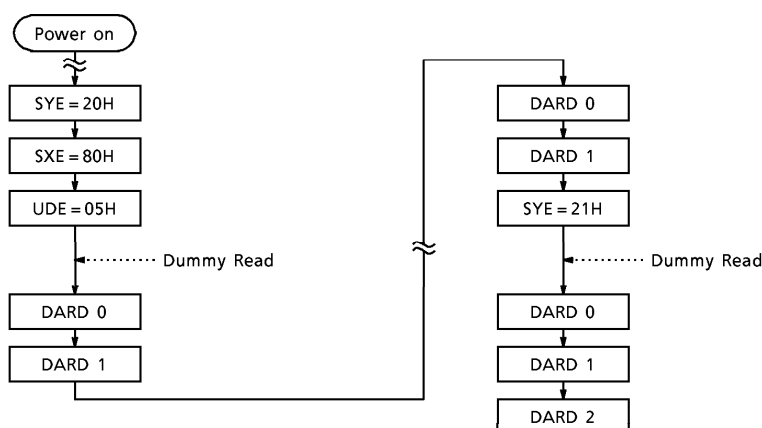 Power on
SYE = 20H
SXE = 80H
UDE = 05H
Dummy Read
DARD 0
DARD 1
DARD 0
DARD 1
SYE = 21H
Dummy Read
DARD 0
DARD 1
DARD 2